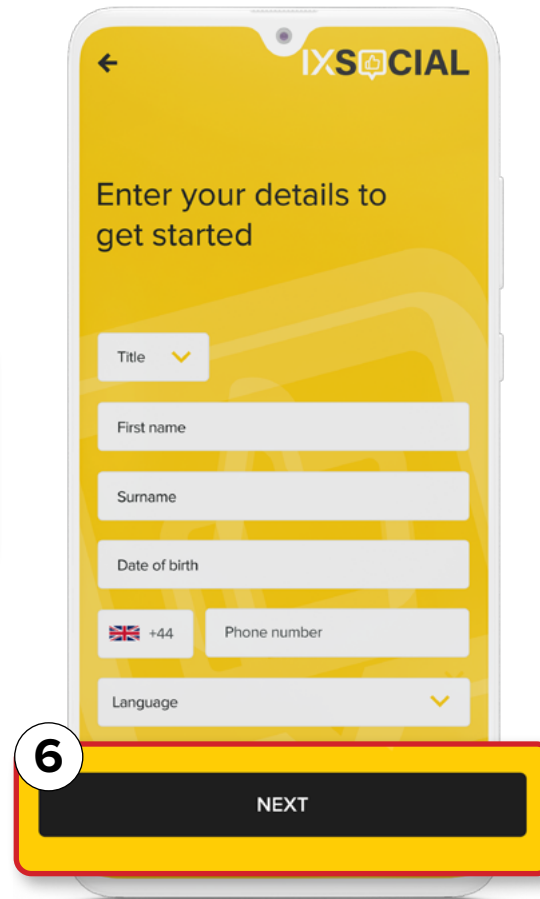 IXSOCIAL
Enter your details to
get started
Title
First name
Surname
Date of birth
+44 Phone number
Language
6
NEXT